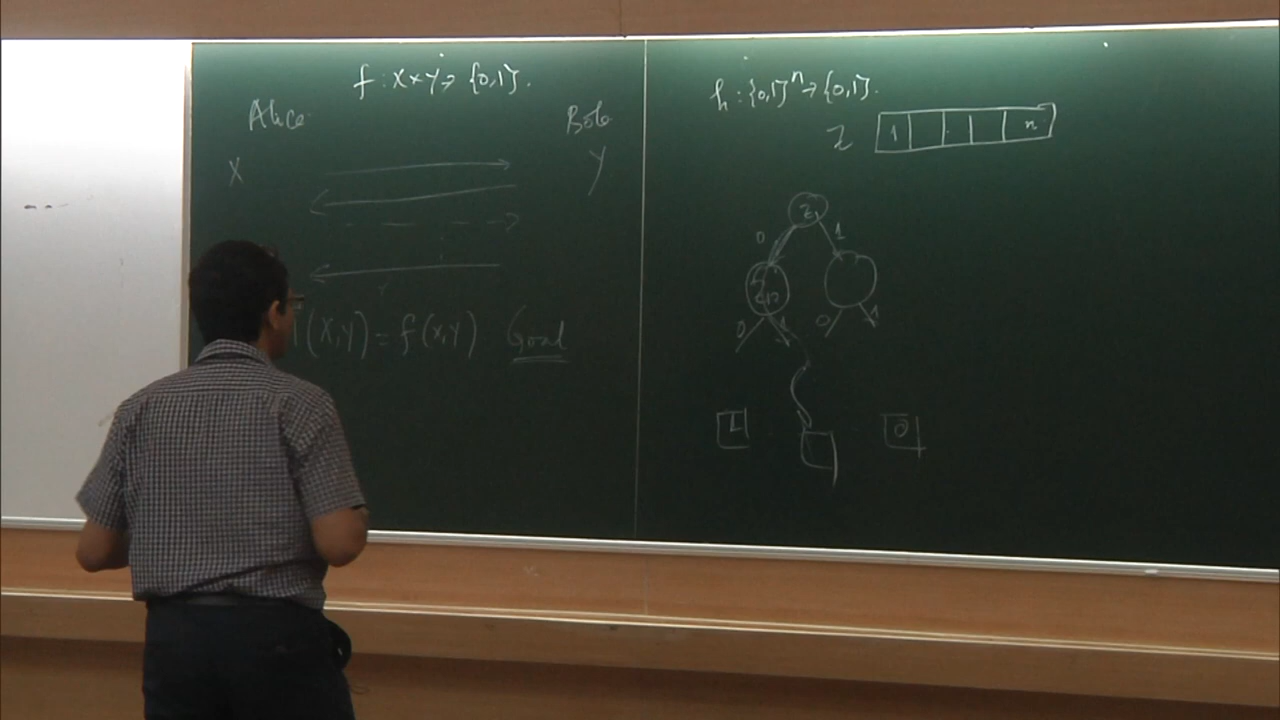 f : X × Y → {0,1}.
Alice Bob
X Y
(X,Y) = f(x,y) Goal
h : {0,1}ⁿ → {0,1}.
Z 1 n
0 1
0 1 0 1
1 0